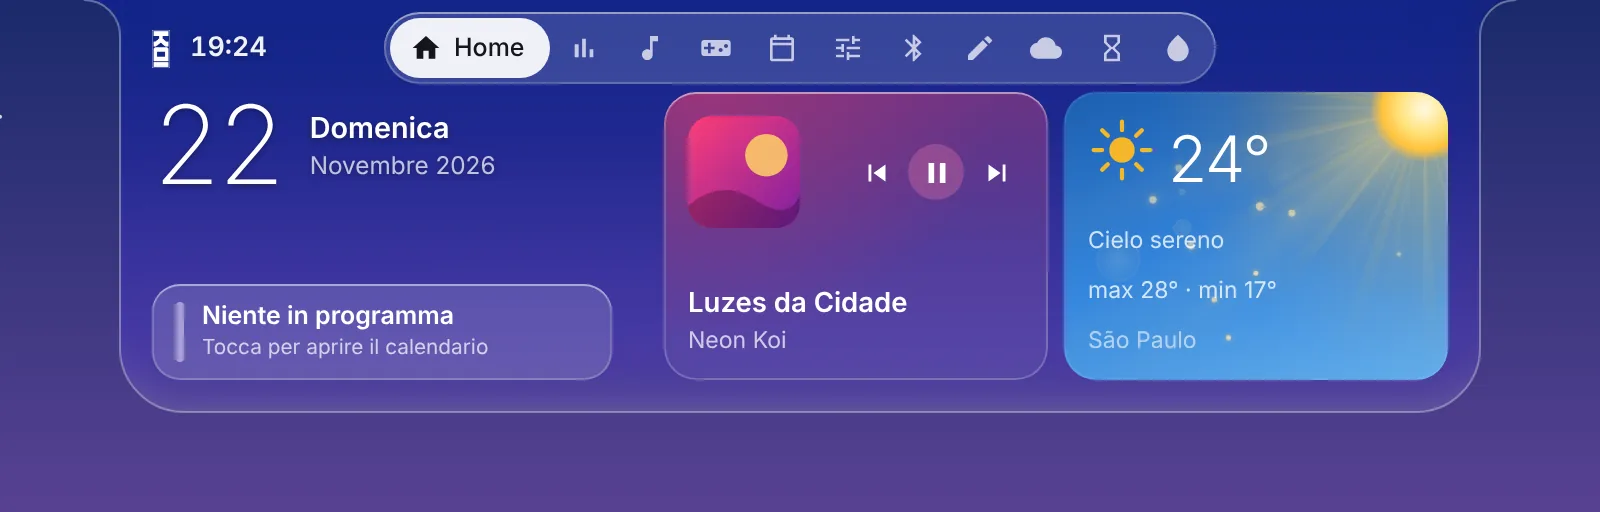 19:24
Home
22
Domenica
Novembre 2026
Niente in programma
Tocca per aprire il calendario
Luzes da Cidade
Neon Koi
24°
Cielo sereno
max 28° · min 17°
São Paulo